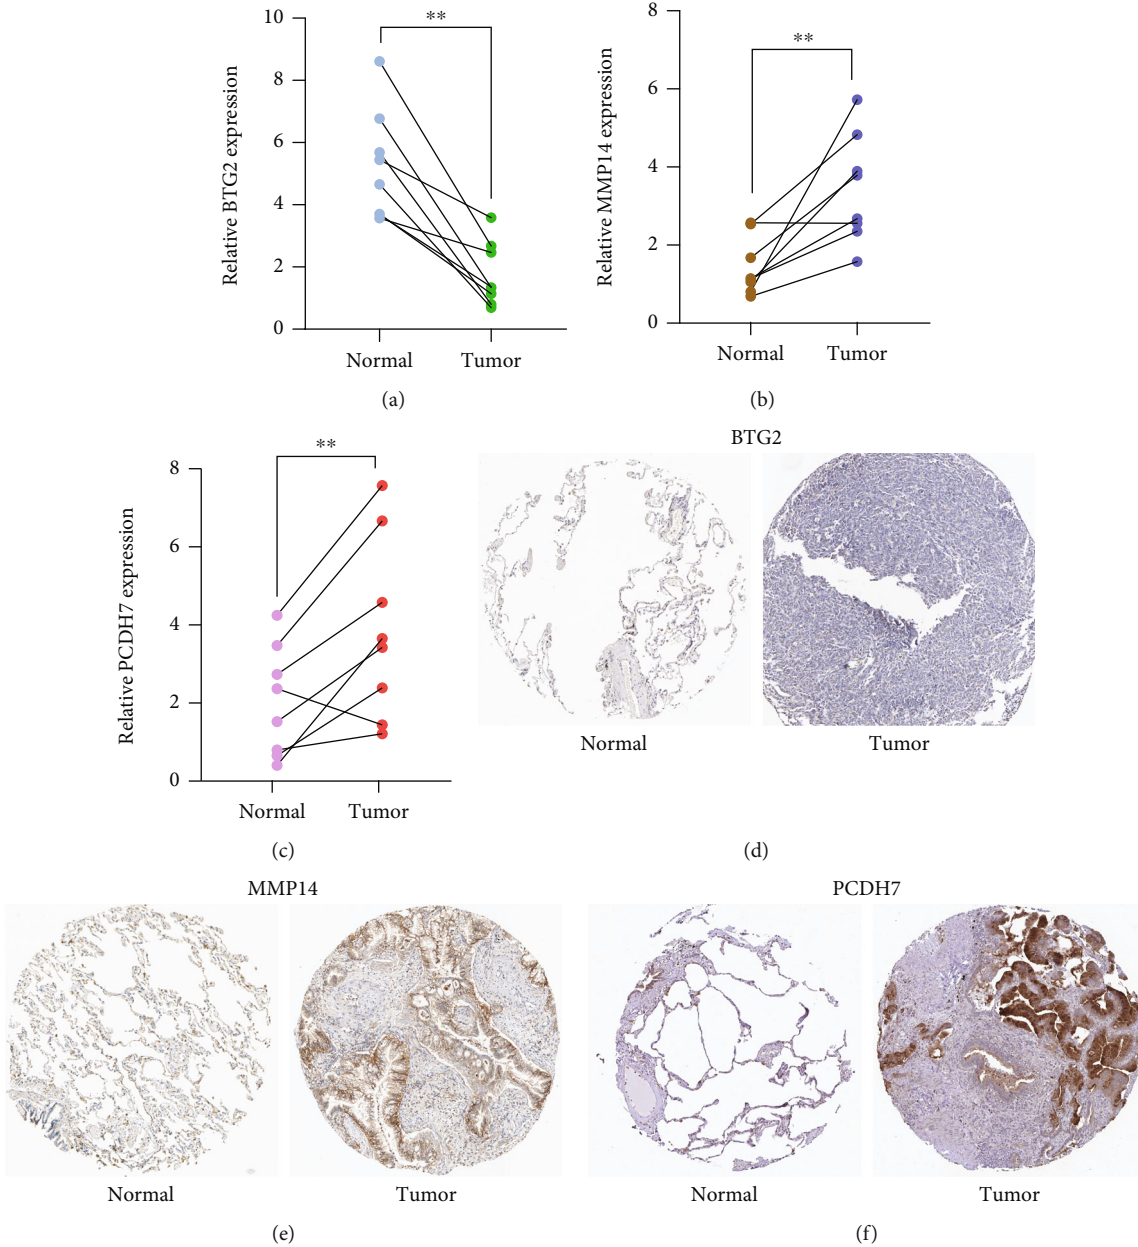 Relative BTG2 expression
10
8
6
4
2
0
**
Normal Tumor
(a)
Relative MMP14 expression
8
6
4
2
0
**
Normal Tumor
(b)
Relative PCDH7 expression
8
6
4
2
0
**
Normal Tumor
(c)
BTG2
Normal Tumor
(d)
MMP14
Normal Tumor
(e)
PCDH7
Normal Tumor
(f)